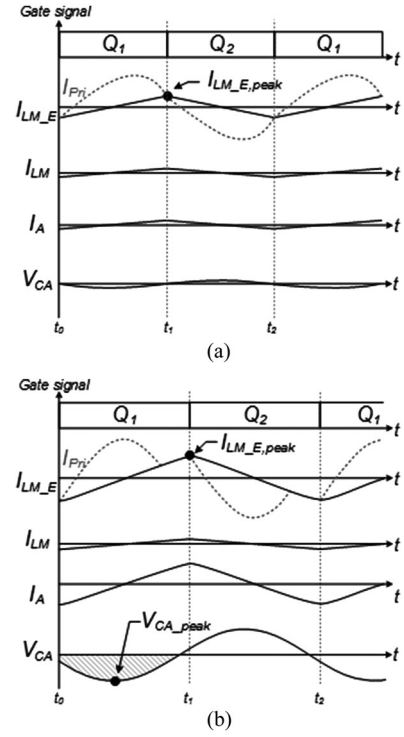 Gate signal
Q1 Q2 Q1 t
IPri ILM_E,peak
ILM_E t
ILM t
IA t
VCA t
t0 t1 t2
(a)
Gate signal
Q1 Q2 Q1 t
IPri ILM_E,peak
ILM_E t
ILM t
IA t
VCA_peak
VCA t
t0 t1 t2
(b)